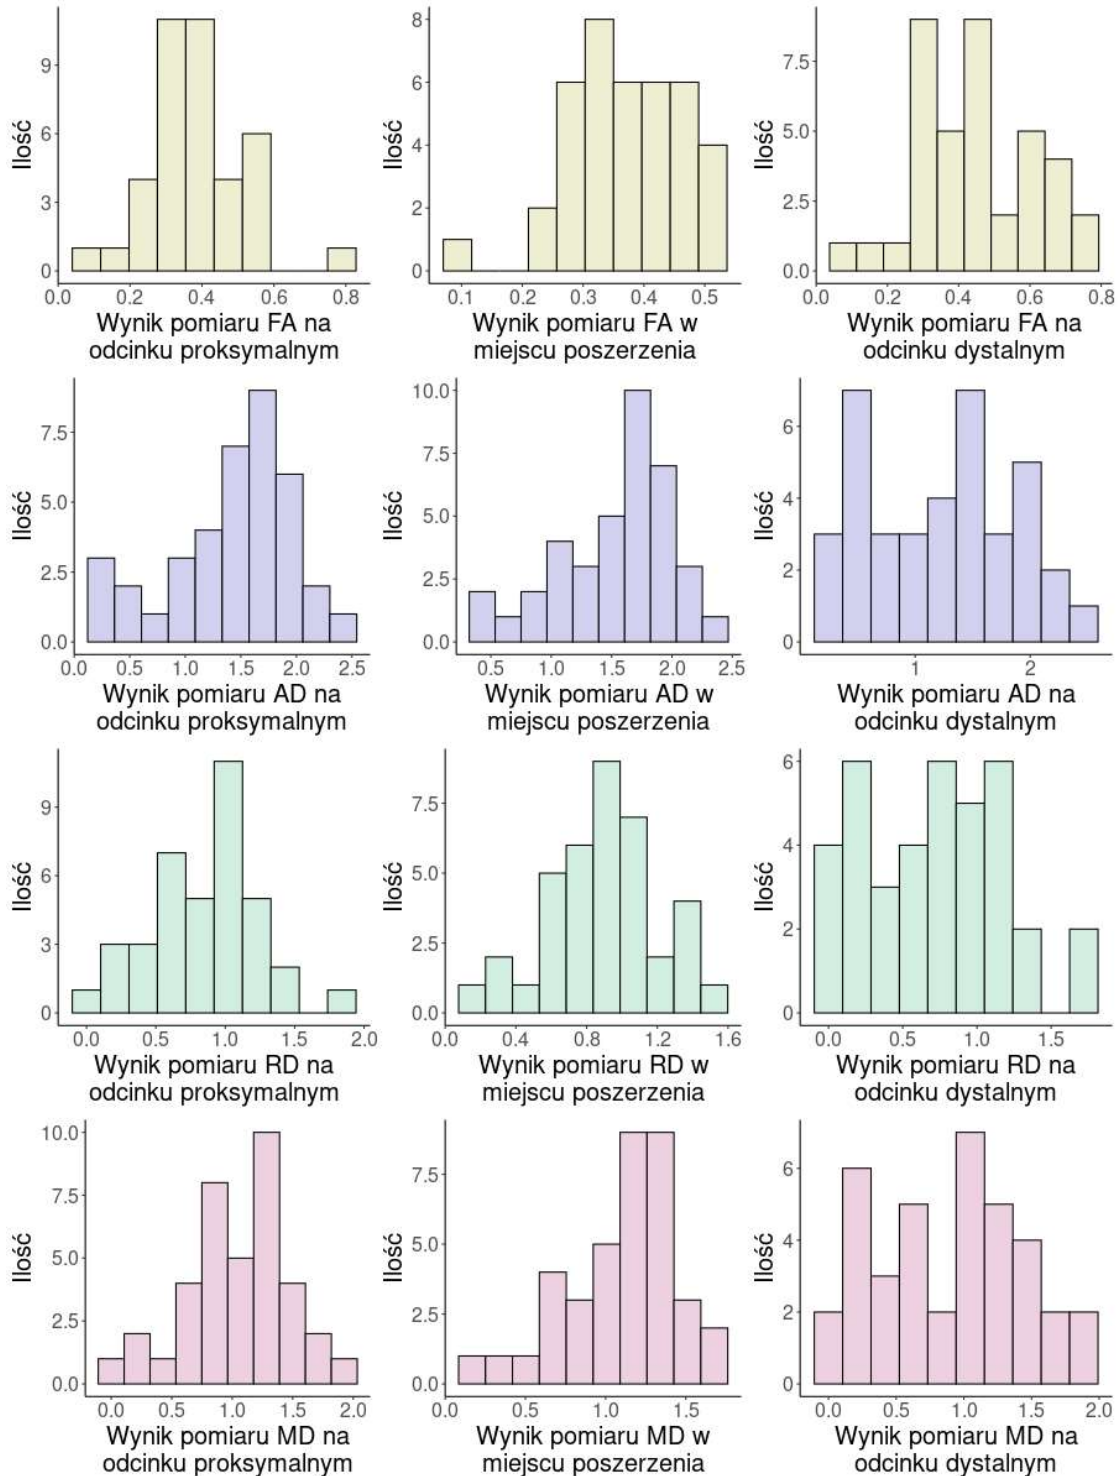 Ilość
9
6
3
0
0.0 0.2 0.4 0.6 0.8
Wynik pomiaru FA na
odcinku proksymalnym
Ilość
8
6
4
2
0
0.1 0.2 0.3 0.4 0.5
Wynik pomiaru FA w
miejscu poszerzenia
Ilość
7.5
5.0
2.5
0.0
0.0 0.2 0.4 0.6 0.8
Wynik pomiaru FA na
odcinku dystalnym
Ilość
7.5
5.0
2.5
0.0
0.0 0.5 1.0 1.5 2.0 2.5
Wynik pomiaru AD na
odcinku proksymalnym
Ilość
10.0
7.5
5.0
2.5
0.0
0.5 1.0 1.5 2.0 2.5
Wynik pomiaru AD w
miejscu poszerzenia
Ilość
6
4
2
0
1 2
Wynik pomiaru AD na
odcinku dystalnym
Ilość
9
6
3
0
0.0 0.5 1.0 1.5 2.0
Wynik pomiaru RD na
odcinku proksymalnym
Ilość
7.5
5.0
2.5
0.0
0.4 0.8 1.2 1.6
Wynik pomiaru RD w
miejscu poszerzenia
Ilość
6
4
2
0
0.0 0.5 1.0 1.5
Wynik pomiaru RD na
odcinku dystalnym
Ilość
10.0
7.5
5.0
2.5
0.0
0.0 0.5 1.0 1.5 2.0
Wynik pomiaru MD na
odcinku proksymalnym
Ilość
7.5
5.0
2.5
0.0
0.5 1.0 1.5
Wynik pomiaru MD w
miejscu poszerzenia
Ilość
6
4
2
0
0.0 0.5 1.0 1.5 2.0
Wynik pomiaru MD na
odcinku dystalnym